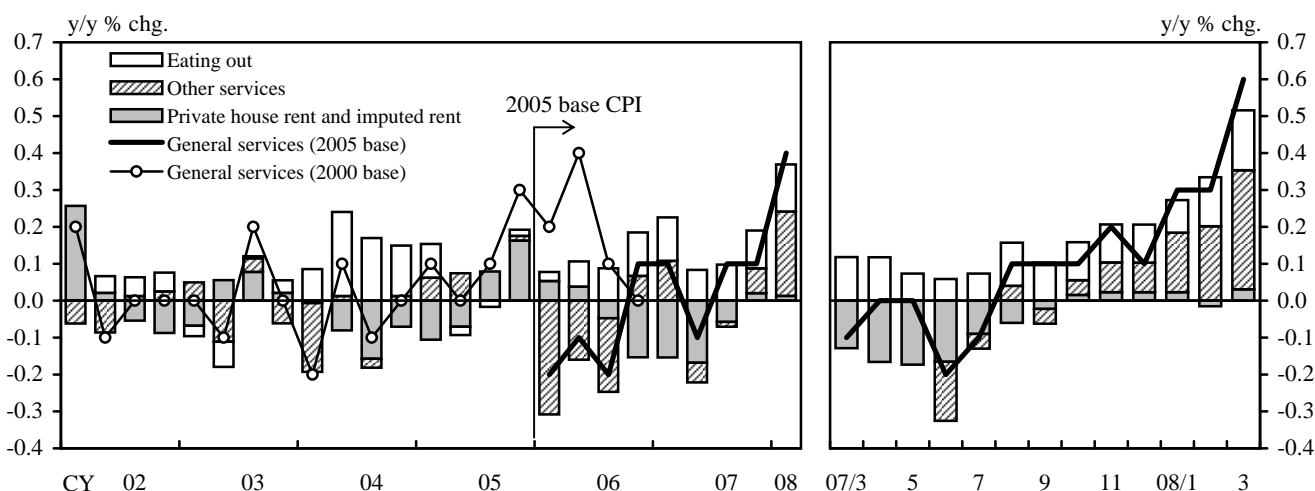 y/y % chg.
y/y % chg.
0.7
0.6
0.5
0.4
0.3
0.2
0.1
0.0
-0.1
-0.2
-0.3
-0.4
Eating out
Other services
Private house rent and imputed rent
General services (2005 base)
General services (2000 base)
2005 base CPI
CY 02 03 04 05 06 07 08
0.7
0.6
0.5
0.4
0.3
0.2
0.1
0.0
-0.1
-0.2
-0.3
-0.4
07/3 5 7 9 11 08/1 3